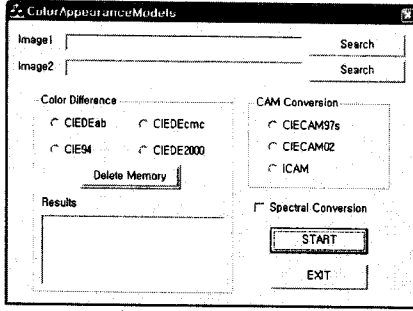 ColorAppearanceModels
Image1 Search
Image2 Search
Color Difference
CIEDEab CIEDEcmc
CIE94 CIEDE2000
Delete Memory
Results
CAM Conversion
CIECAM97s
CIECAM02
ICAM
Spectral Conversion
START
EXIT